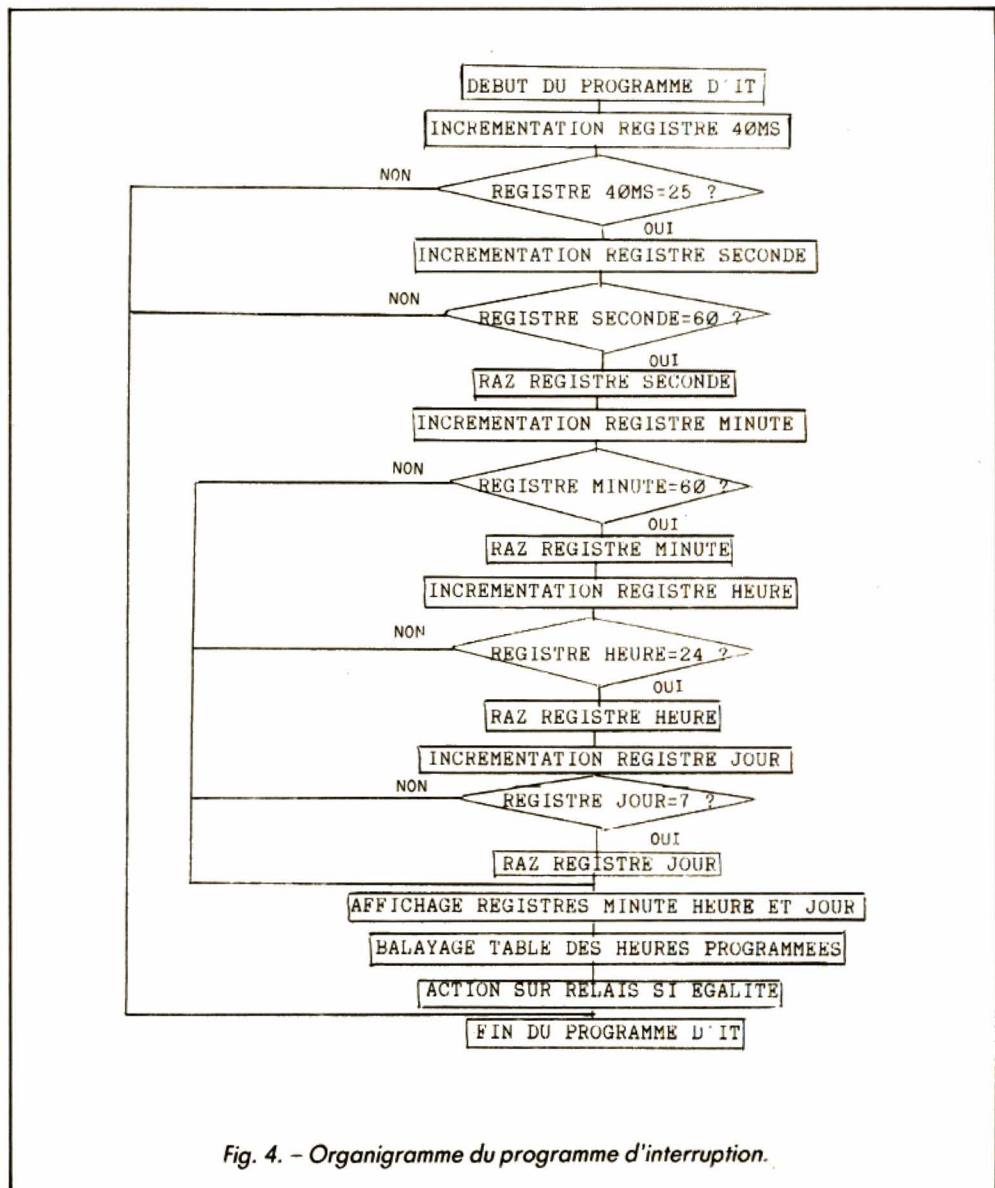 DEBUT DU PROGRAMME D'IT
INCREMENTATION REGISTRE 40MS
NON
REGISTRE 40MS=25 ?
OUI
INCREMENTATION REGISTRE SECONDE
NON
REGISTRE SECONDE=60 ?
OUI
RAZ REGISTRE SECONDE
INCREMENTATION REGISTRE MINUTE
NON
REGISTRE MINUTE=60 ?
OUI
RAZ REGISTRE MINUTE
INCREMENTATION REGISTRE HEURE
NON
REGISTRE HEURE=24 ?
OUI
RAZ REGISTRE HEURE
INCREMENTATION REGISTRE JOUR
NON
REGISTRE JOUR=7 ?
OUI
RAZ REGISTRE JOUR
AFFICHAGE REGISTRES MINUTE HEURE ET JOUR
BALAYAGE TABLE DES HEURES PROGRAMMEES
ACTION SUR RELAIS SI EGALITE
FIN DU PROGRAMME D'IT
Fig. 4. – Organigramme du programme d'interruption.